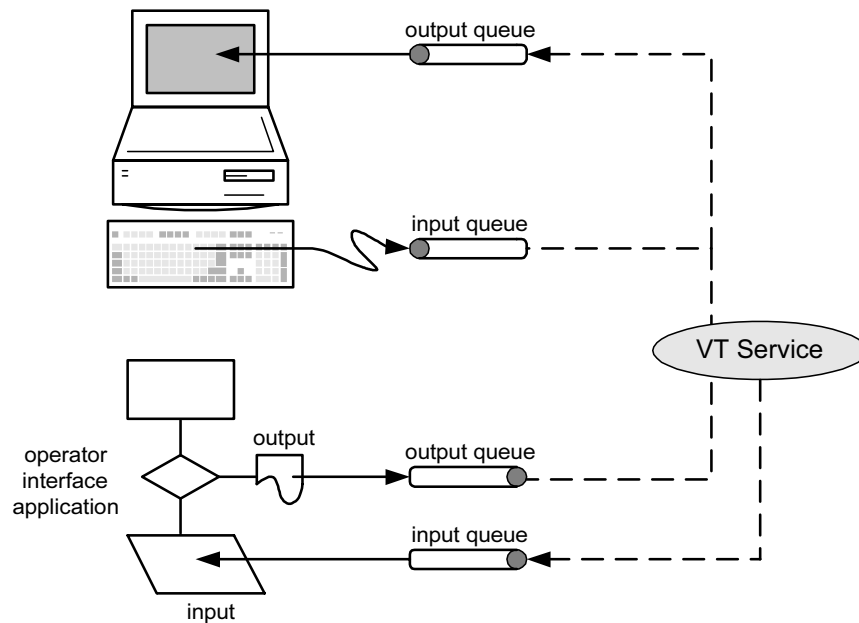 output queue
input queue
VT Service
output
output queue
operator
interface
application
input queue
input